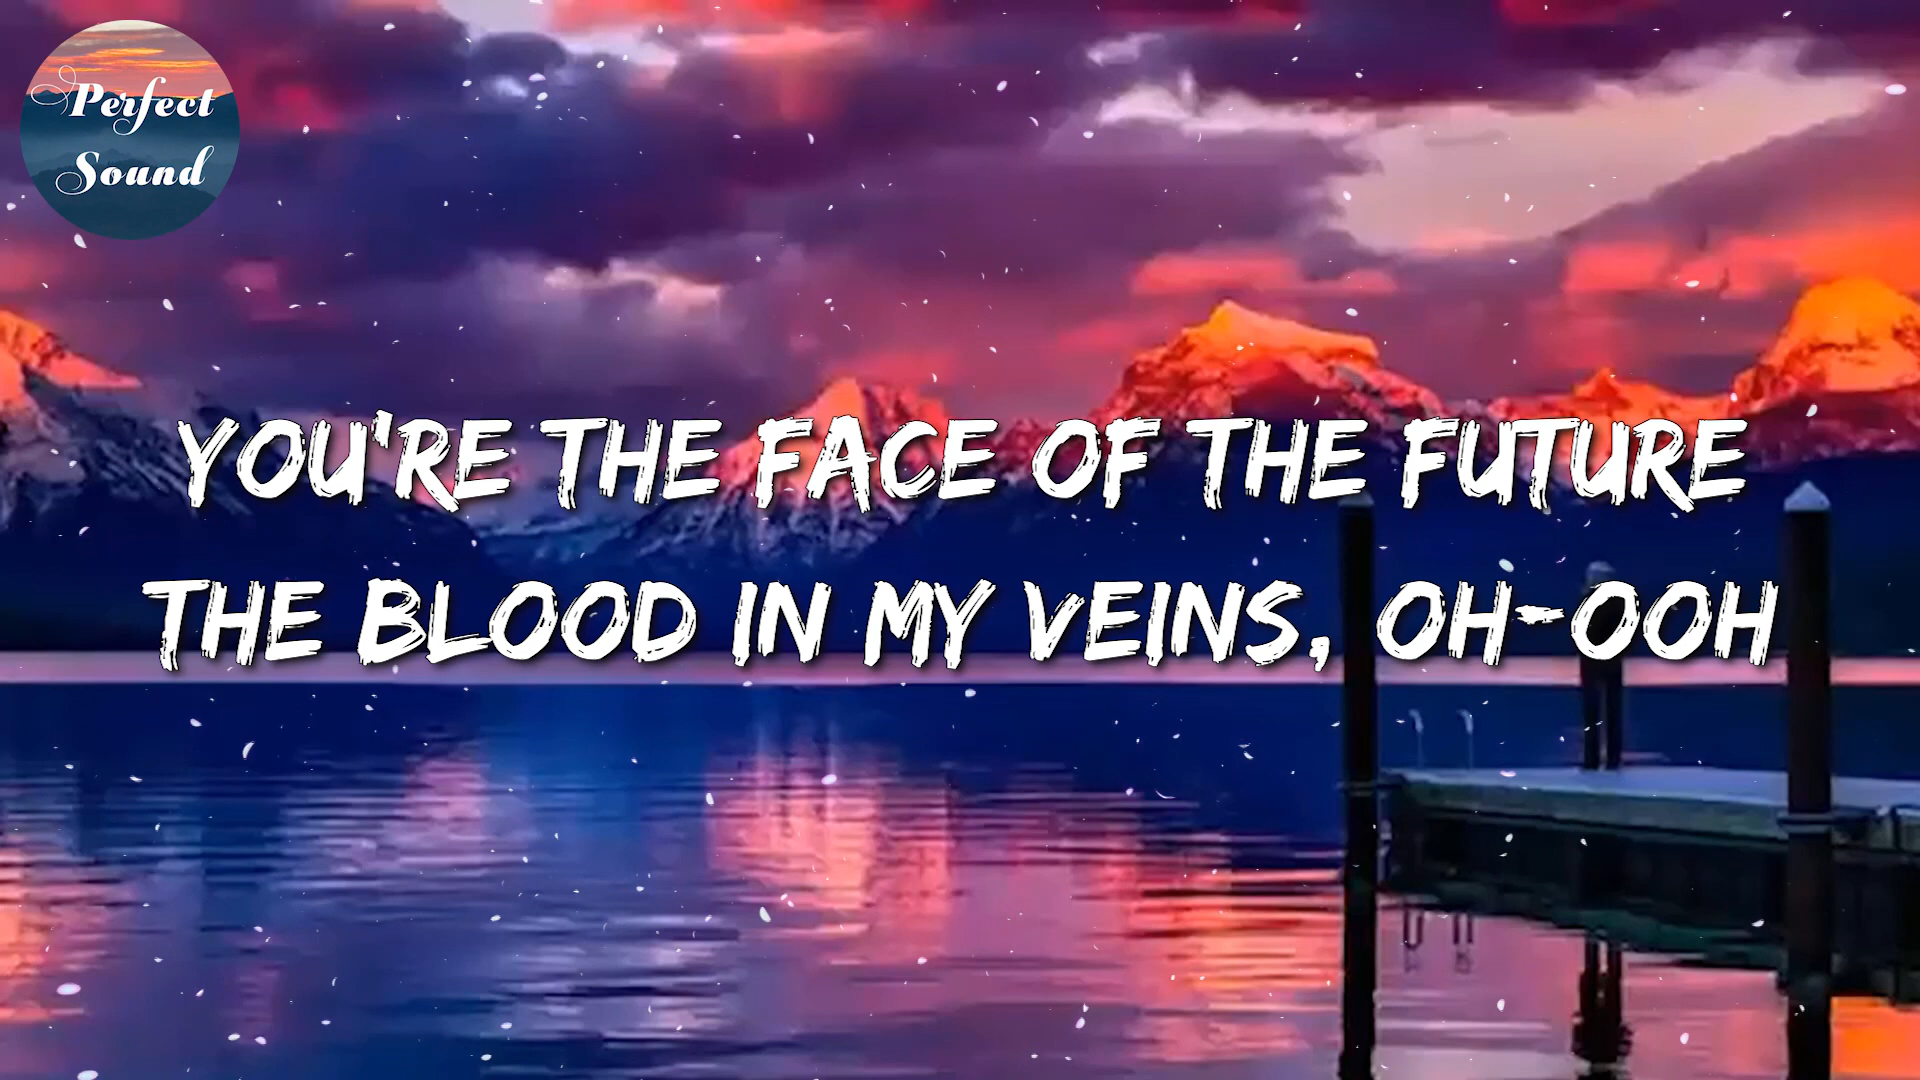 Perfect
Sound
YOU'RE THE FACE OF THE FUTURE
THE BLOOD IN MY VEINS, OH-OOH